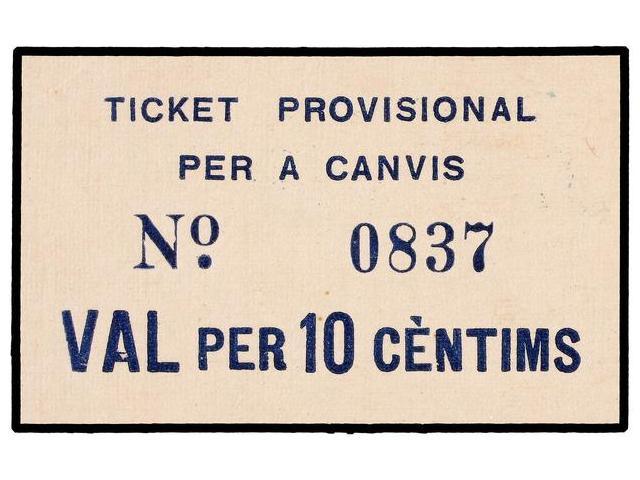 TICKET PROVISIONAL
PER A CANVIS
Nº. 0837
VAL PER 10 CÈNTIMS